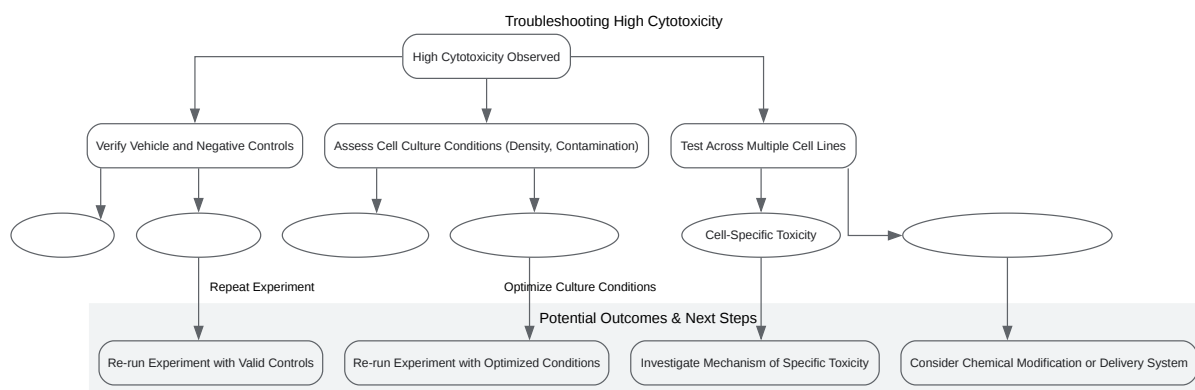 Troubleshooting High Cytotoxicity
High Cytotoxicity Observed
Verify Vehicle and Negative Controls
Assess Cell Culture Conditions (Density, Contamination)
Test Across Multiple Cell Lines
Cell-Specific Toxicity
Repeat Experiment
Optimize Culture Conditions
Potential Outcomes & Next Steps
Re-run Experiment with Valid Controls
Re-run Experiment with Optimized Conditions
Investigate Mechanism of Specific Toxicity
Consider Chemical Modification or Delivery System